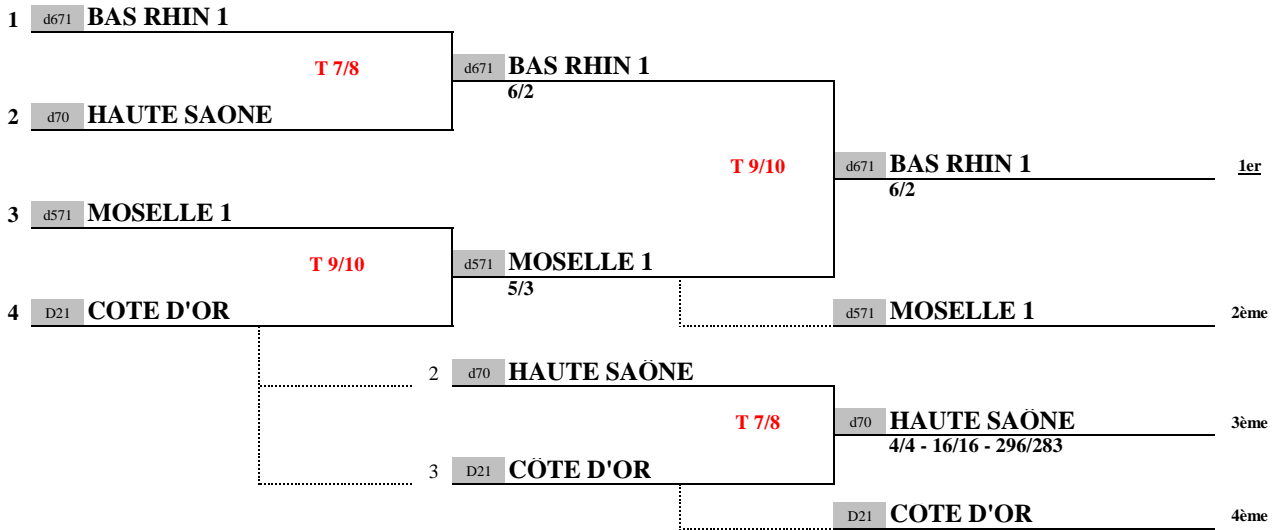 1 d671 BAS RHIN 1
T 7/8 d671 BAS RHIN 1
6/2
2 d70 HAUTE SAONE
T 9/10 d671 BAS RHIN 1 1er
6/2
3 d571 MOSELLE 1
T 9/10 d571 MOSELLE 1
5/3
4 D21 COTE D'OR d571 MOSELLE 1 2ème
2 d70 HAUTE SAÔNE
T 7/8 d70 HAUTE SAÔNE 3ème
4/4 - 16/16 - 296/283
3 D21 CÔTE D'OR
D21 COTE D'OR 4ème